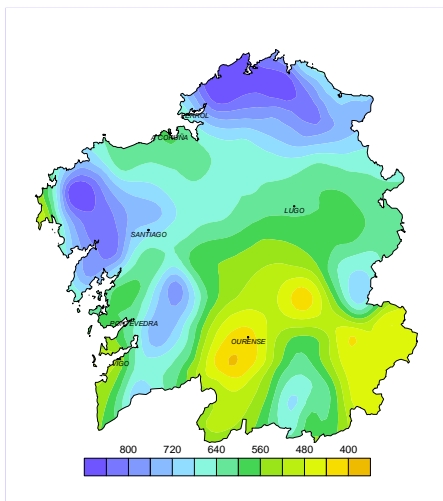 FERROL
A CORUÑA
LUGO
SANTIAGO
PONTEVEDRA
OURENSE
VIGO
800 720 640 560 480 400